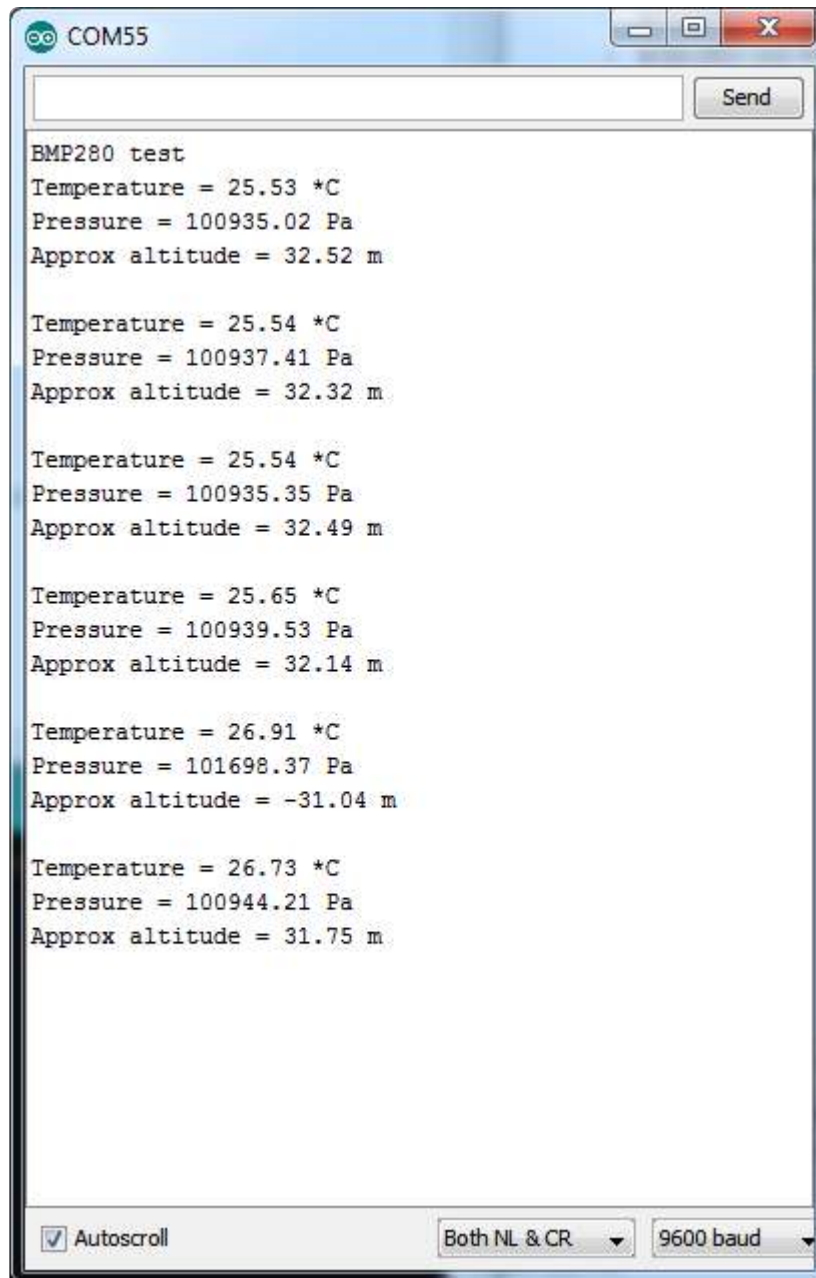 COM55
Send
BMP280 test
Temperature = 25.53 *C
Pressure = 100935.02 Pa
Approx altitude = 32.52 m
Temperature = 25.54 *C
Pressure = 100937.41 Pa
Approx altitude = 32.32 m
Temperature = 25.54 *C
Pressure = 100935.35 Pa
Approx altitude = 32.49 m
Temperature = 25.65 *C
Pressure = 100939.53 Pa
Approx altitude = 32.14 m
Temperature = 26.91 *C
Pressure = 101698.37 Pa
Approx altitude = -31.04 m
Temperature = 26.73 *C
Pressure = 100944.21 Pa
Approx altitude = 31.75 m
Autoscroll Both NL & CR 9600 baud